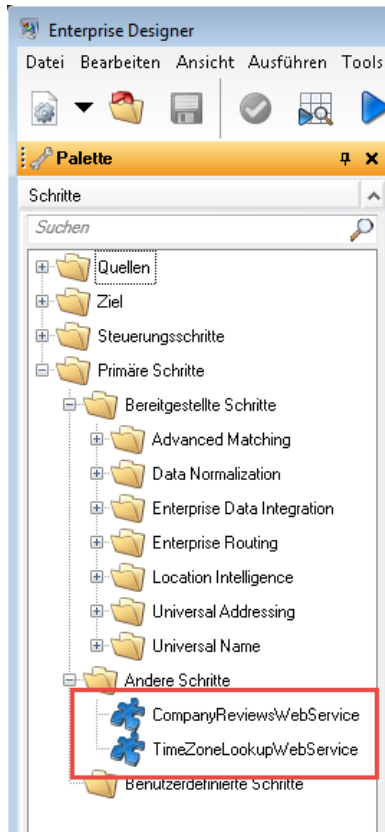 Enterprise Designer
Datei Bearbeiten Ansicht Ausführen Tools
Palette
Schritte
Suchen
Quellen
Ziel
Steuerungsschritte
Primäre Schritte
Bereitgestellte Schritte
Advanced Matching
Data Normalization
Enterprise Data Integration
Enterprise Routing
Location Intelligence
Universal Addressing
Universal Name
Andere Schritte
CompanyReviewsWebService
TimeZoneLookupWebService
Benutzerdefinierte Schritte